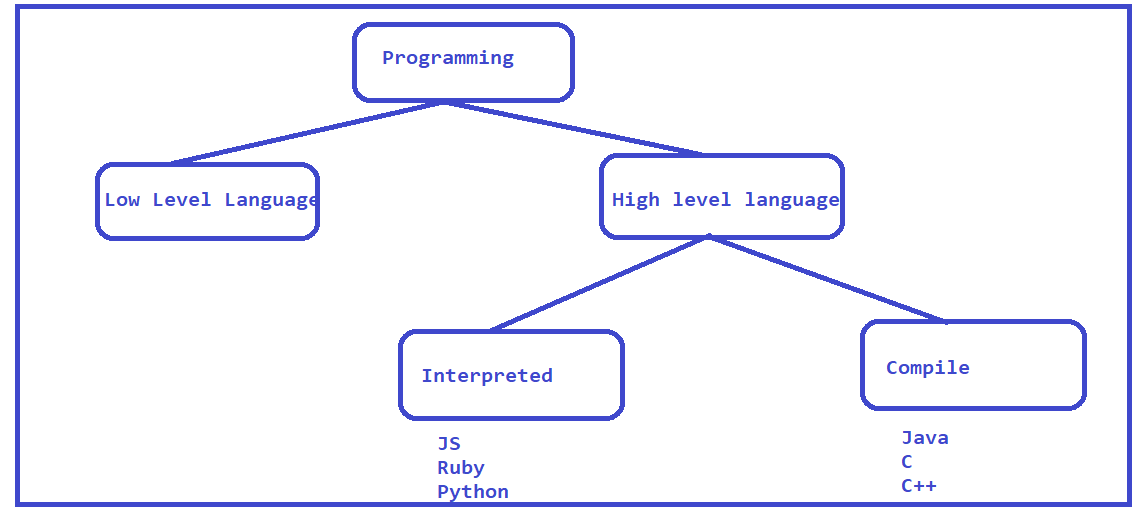 Programming
Low Level Language
High level language
Interpreted
Compile
JS
Ruby
Python
Java
C
C++